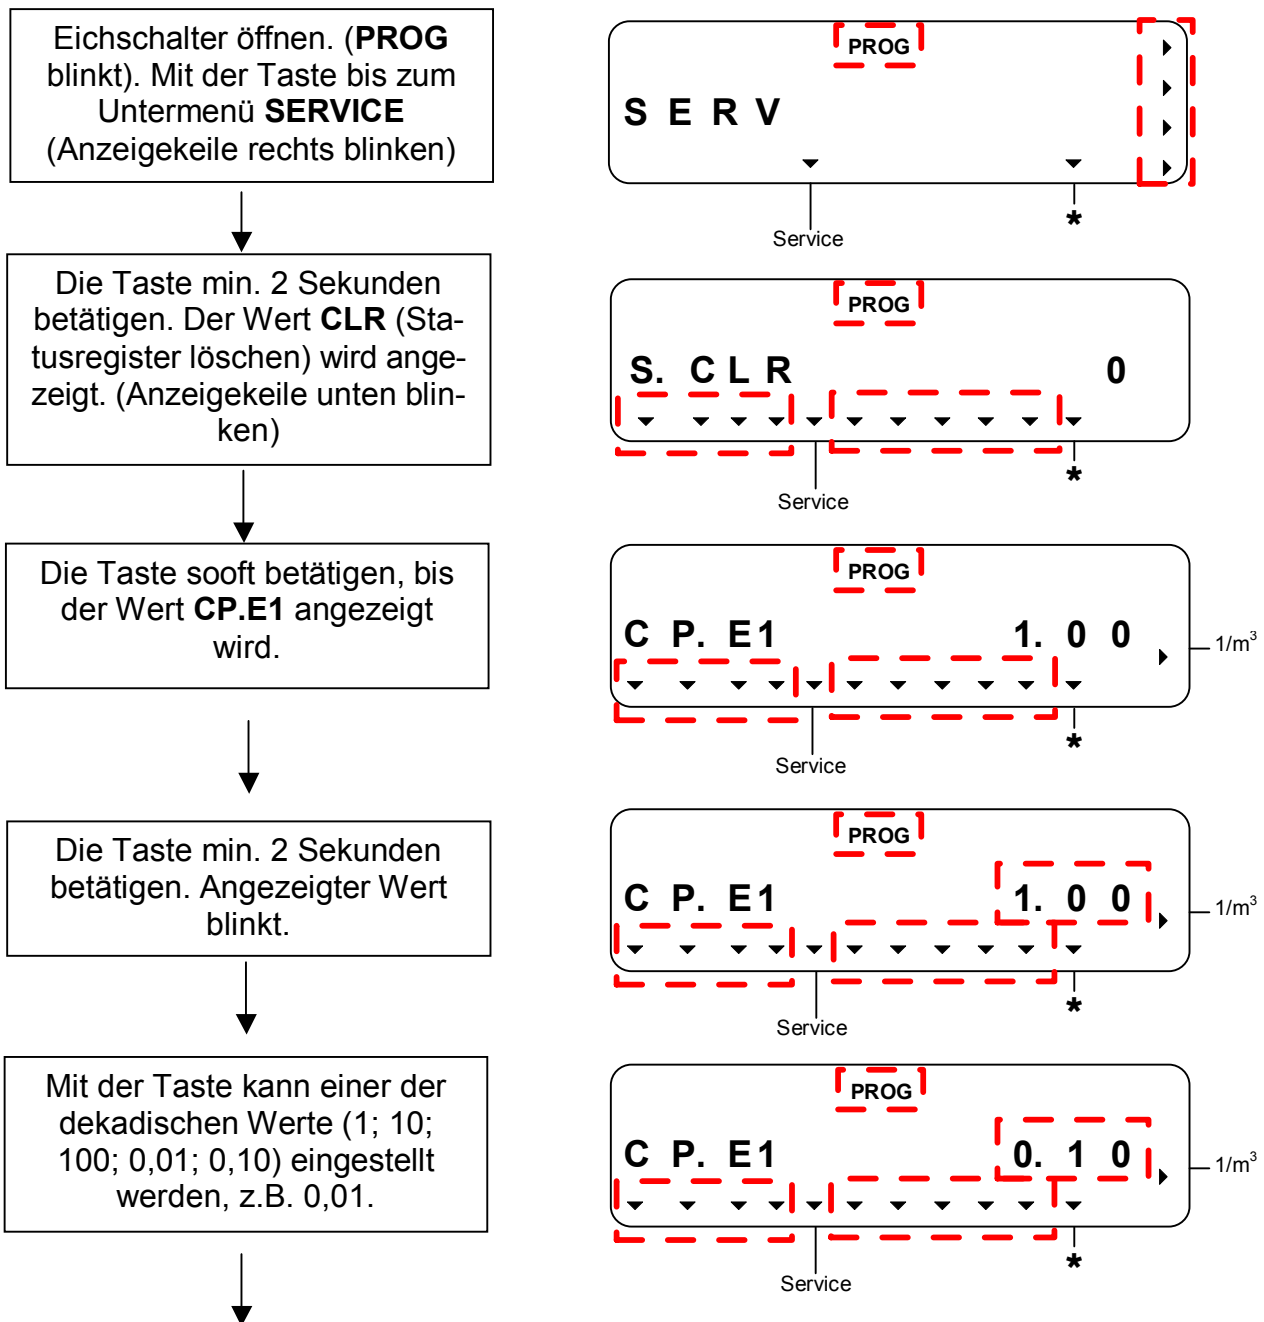 Eichschalter öffnen. (PROG
blinkt). Mit der Taste bis zum
Untermenü SERVICE
(Anzeigekeile rechts blinken)
PROG
S E R V
Service
*
Die Taste min. 2 Sekunden
betätigen. Der Wert CLR (Sta-
tusregister löschen) wird ange-
zeigt. (Anzeigekeile unten blin-
ken)
PROG
S. C L R 0
Service
*
Die Taste sooft betätigen, bis
der Wert CP.E1 angezeigt
wird.
PROG
C P. E1 1. 0 0
1/m³
Service
*
Die Taste min. 2 Sekunden
betätigen. Angezeigter Wert
blinkt.
PROG
C P. E1 1. 0 0
1/m³
Service
*
Mit der Taste kann einer der
dekadischen Werte (1; 10;
100; 0,01; 0,10) eingestellt
werden, z.B. 0,01.
PROG
C P. E1 0. 1 0
1/m³
Service
*